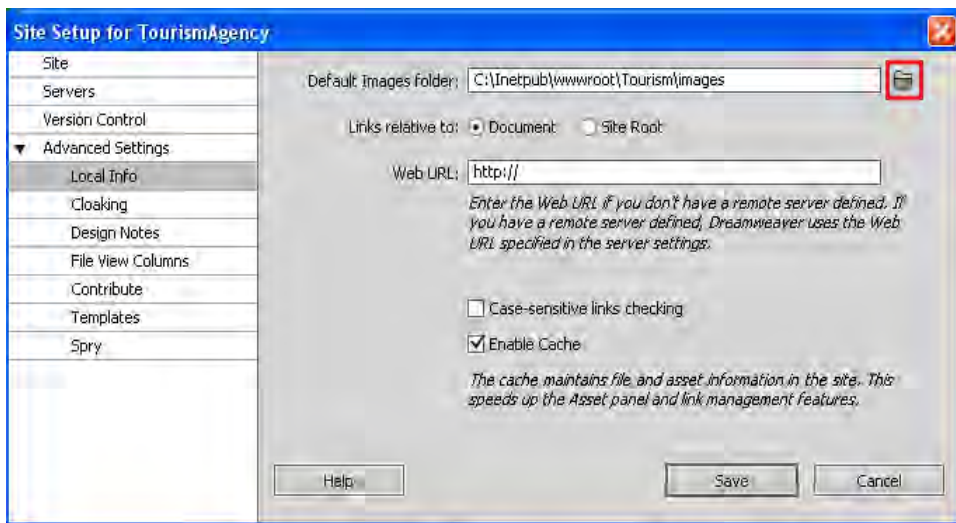 Site Setup for TourismAgency
Site
Servers
Version Control
Advanced Settings
Local Info
Cloaking
Design Notes
File View Columns
Contribute
Templates
Spry
Default Images folder: C:\Inetpub\wwwroot\Tourism\images
Links relative to: Document Site Root
Web URL: http://
Enter the Web URL if you don't have a remote server defined. If
you have a remote server defined, Dreamweaver uses the Web
URL specified in the server settings.
Case-sensitive links checking
Enable Cache
The cache maintains file and asset information in the site. This
speeds up the Asset panel and link management features.
Help Save Cancel